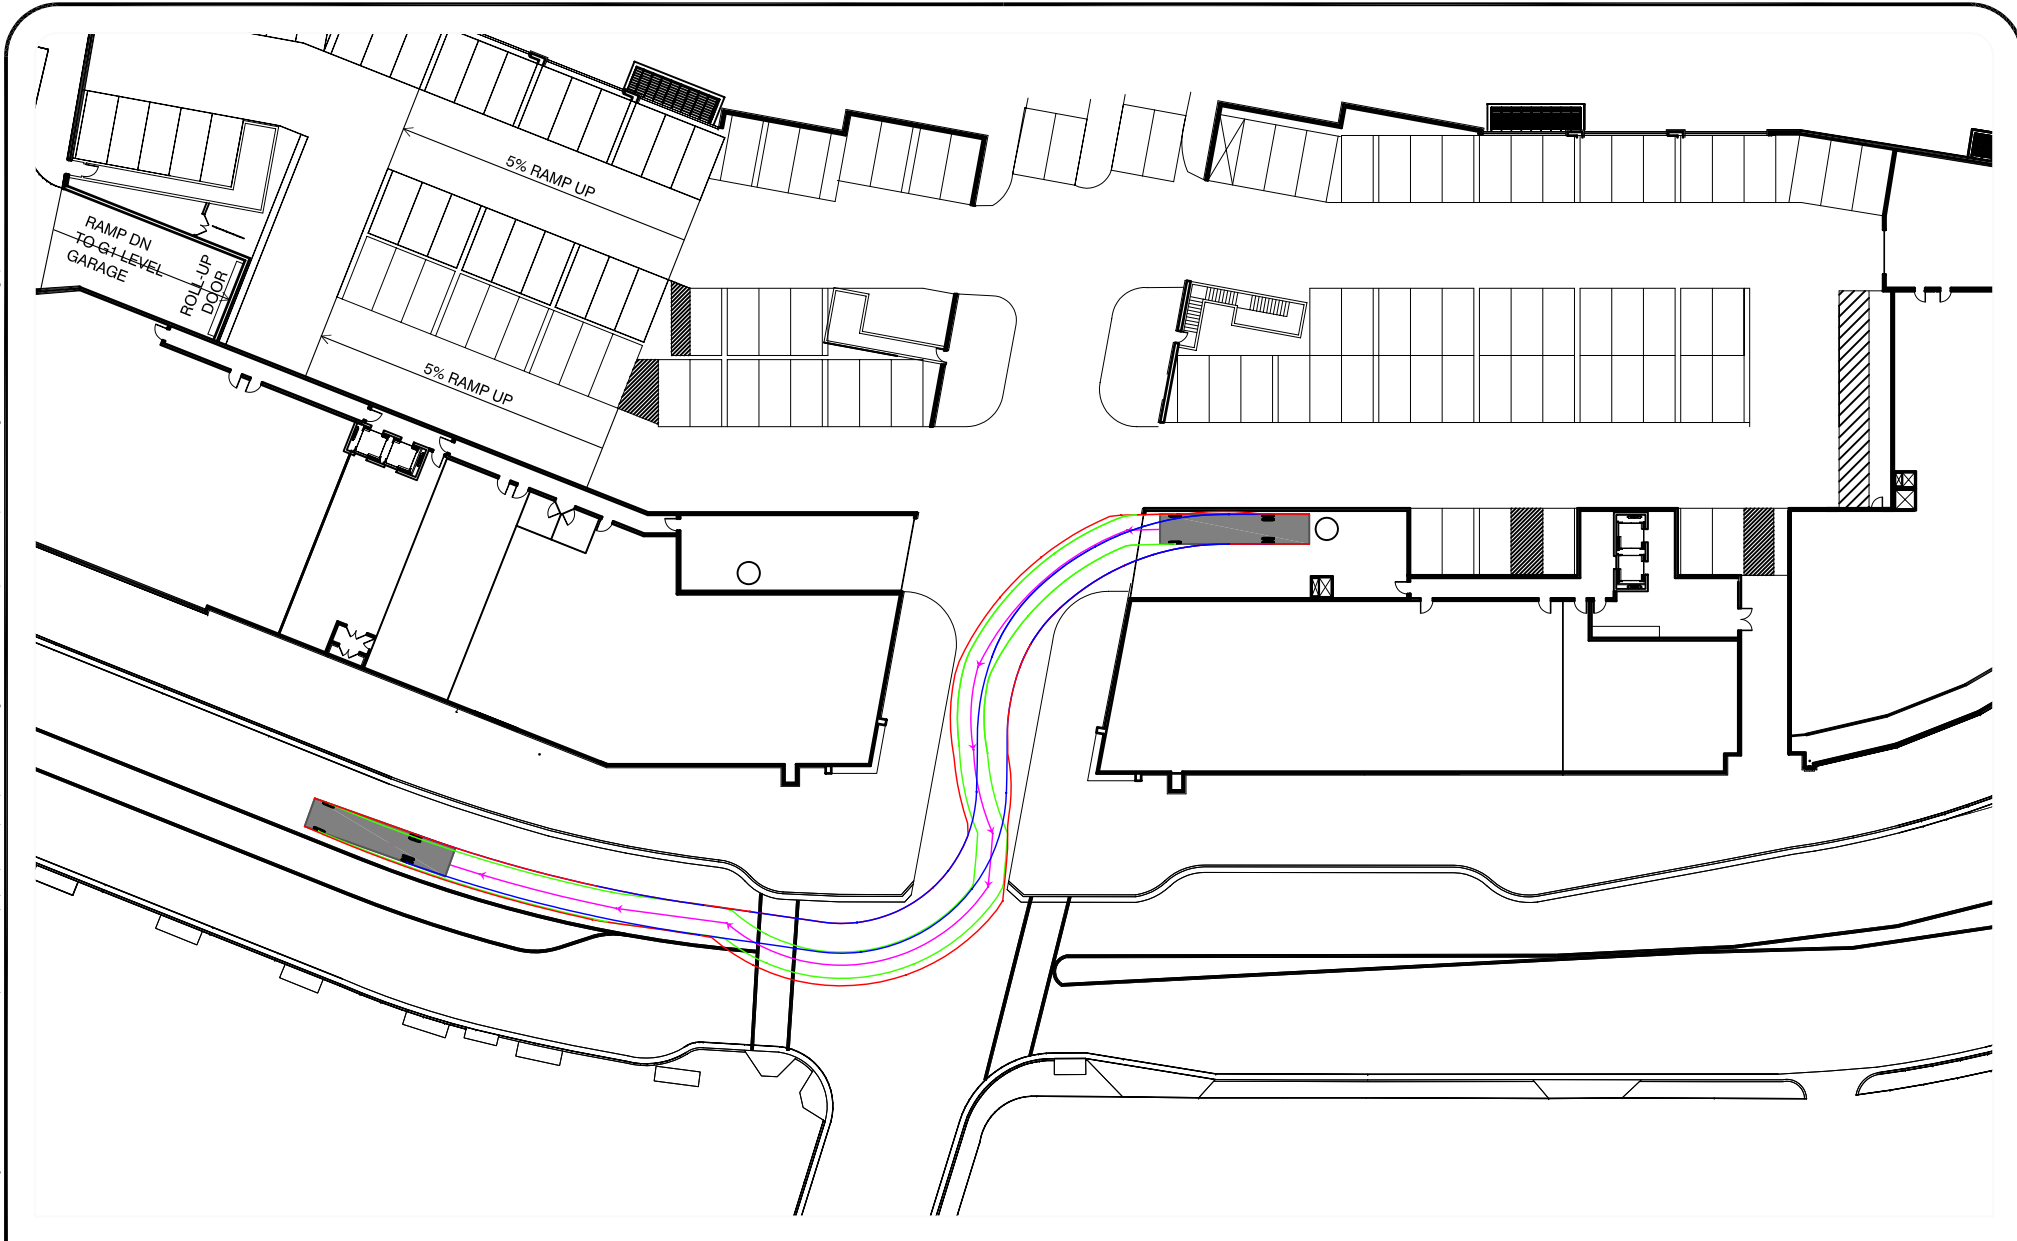 5% RAMP UP
RAMP DN
TO G1 LEVEL
GARAGE
ROLL-UP
DOOR
5% RAMP UP